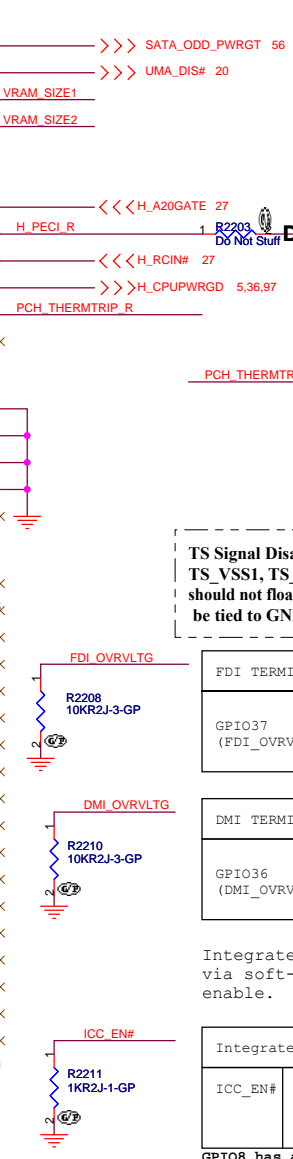 SATA_ODD_PWRGT 56
UMA_DIS# 20
VRAM_SIZE1
VRAM_SIZE2
H_A20GATE 27
H_PECI_R
1 R2203
Do Not Stuff
H_RCIN# 27
H_CPUPWRGD 5,36,97
PCH_THERMTRIP_R
PCH_THERMTR
TS Signal Disa
TS_VSS1, TS_
should not floa
be tied to GN
FDI_OVRVLTG
1
R2208
10KR2J-3-GP
2 G/P
FDI TERMI
GPIO37
(FDI_OVRV
DMI_OVRVLTG
1
R2210
10KR2J-3-GP
2 G/P
DMI TERMI
GPIO36
(DMI_OVRV
Integrate
via soft-
enable.
ICC_EN#
1
R2211
1KR2J-1-GP
2 G/P
Integrate
ICC_EN#
GPIO8 has a